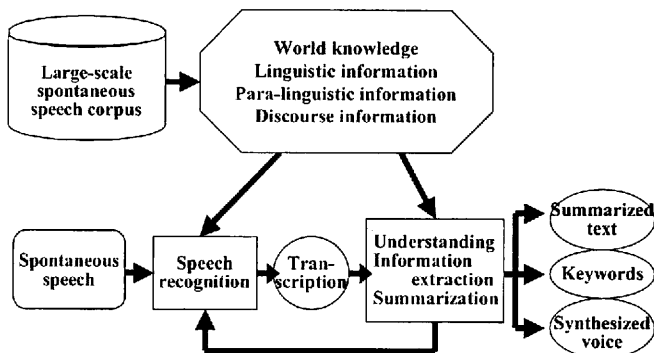 Large-scale
spontaneous
speech corpus
World knowledge
Linguistic information
Para-linguistic information
Discourse information
Spontaneous
speech
Speech
recognition
Tran-
scription
Understanding
Information
extraction
Summarization
Summarized
text
Keywords
Synthesized
voice